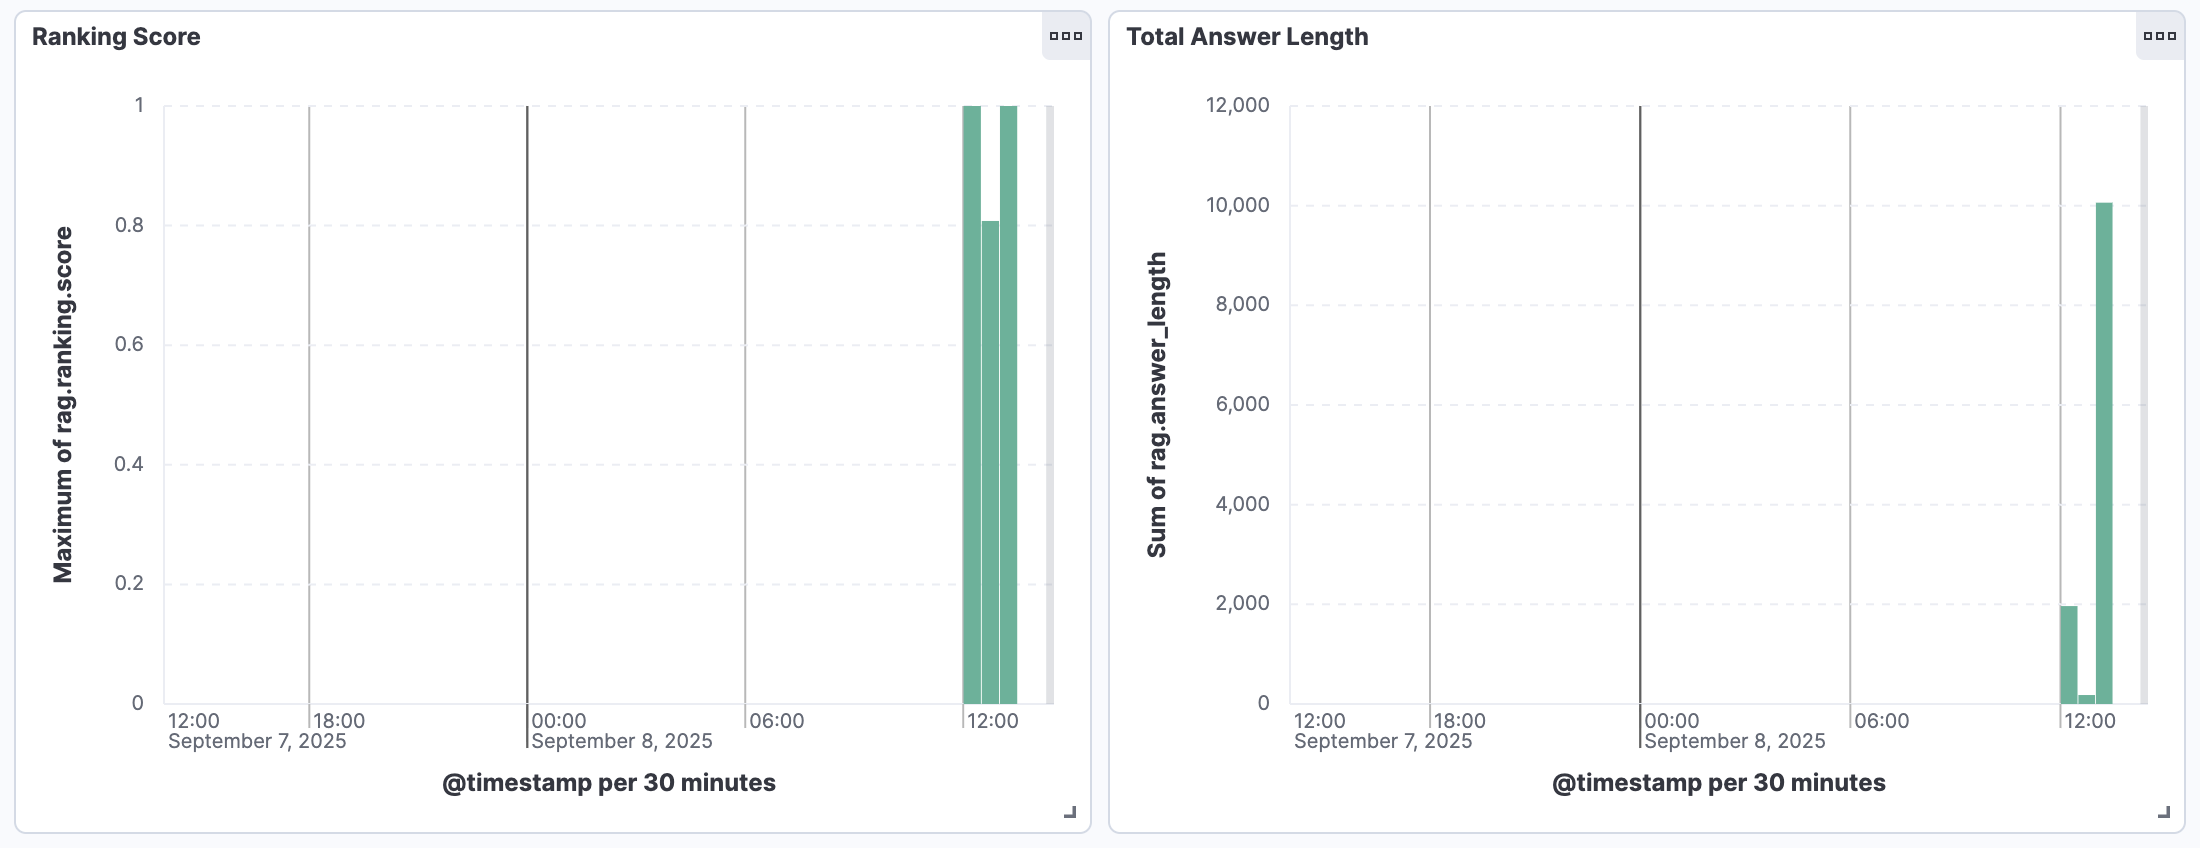 Ranking Score
Maximum of rag.ranking.score
1
0.8
0.6
0.4
0.2
0
12:00
18:00
00:00
06:00
12:00
September 7, 2025
September 8, 2025
@timestamp per 30 minutes
Total Answer Length
Sum of rag.answer_length
12,000
10,000
8,000
6,000
4,000
2,000
0
12:00
18:00
00:00
06:00
12:00
September 7, 2025
September 8, 2025
@timestamp per 30 minutes